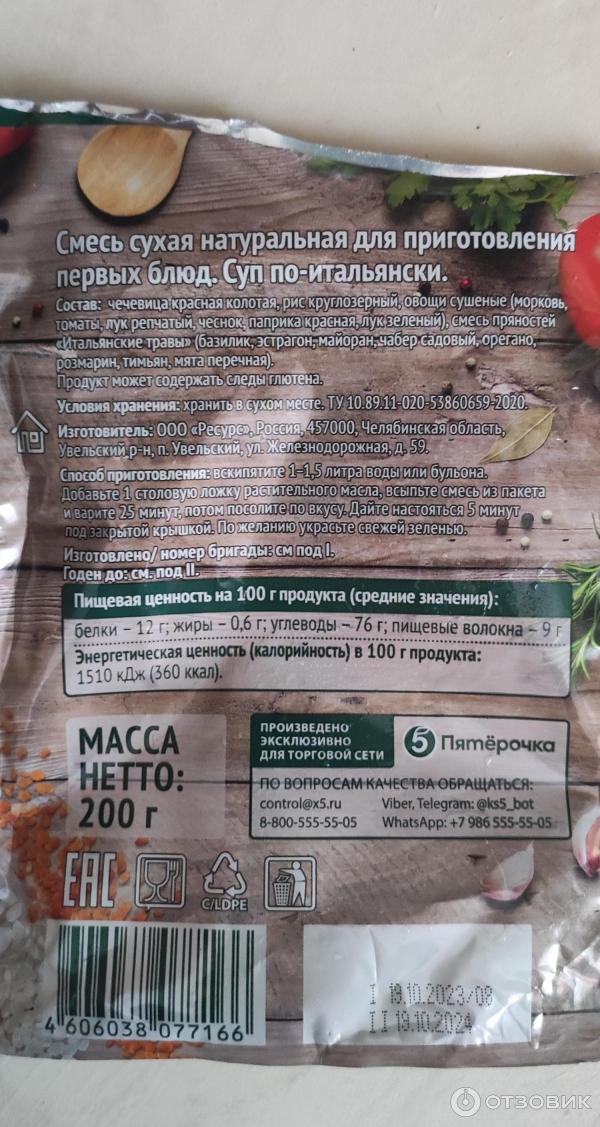 Смесь сухая натуральная для приготовления
первых блюд. Суп по-итальянски.
Состав: чечевица красная колотая, рис круглозерный, овощи сушеные (морковь,
томаты, лук репчатый, чеснок, паприка красная, лук зеленый), смесь пряностей
«Итальянские травы» (базилик, эстрагон, майоран, чабер садовый, орегано,
розмарин, тимьян, мята перечная).
Продукт может содержать следы глютена.
Условия хранения: хранить в сухом месте. ТУ 10.89.11-020-53860659-2020.
Изготовитель: ООО «Ресурс», Россия, 457000, Челябинская область,
Увельский р-н, п. Увельский, ул. Железнодорожная, д. 59.
Способ приготовления: вскипятите 1–1,5 литра воды или бульона.
Добавьте 1 столовую ложку растительного масла, всыпьте смесь из пакета
и варите 25 минут, потом посолите по вкусу. Дайте настояться 5 минут
под закрытой крышкой. По желанию украсьте свежей зеленью.
Изготовлено/ номер бригады: см под I.
Годен до: см. под II.
Пищевая ценность на 100 г продукта (средние значения):
белки – 12 г; жиры – 0,6 г; углеводы – 76 г; пищевые волокна – 9 г
Энергетическая ценность (калорийность) в 100 г продукта:
1510 кДж (360 ккал).
МАССА
НЕТТО:
200 г
ПРОИЗВЕДЕНО
ЭКСКЛЮЗИВНО
ДЛЯ ТОРГОВОЙ СЕТИ
5 Пятёрочка
ПО ВОПРОСАМ КАЧЕСТВА ОБРАЩАТЬСЯ:
control@x5.ru Viber, Telegram: @ks5_bot
8-800-555-55-05 WhatsApp: +7 986 555-55-05
EAC
C/LDPE
4 606038 077166
I 19.10.2023/08
II 19.10.2024
ОТЗОВИК